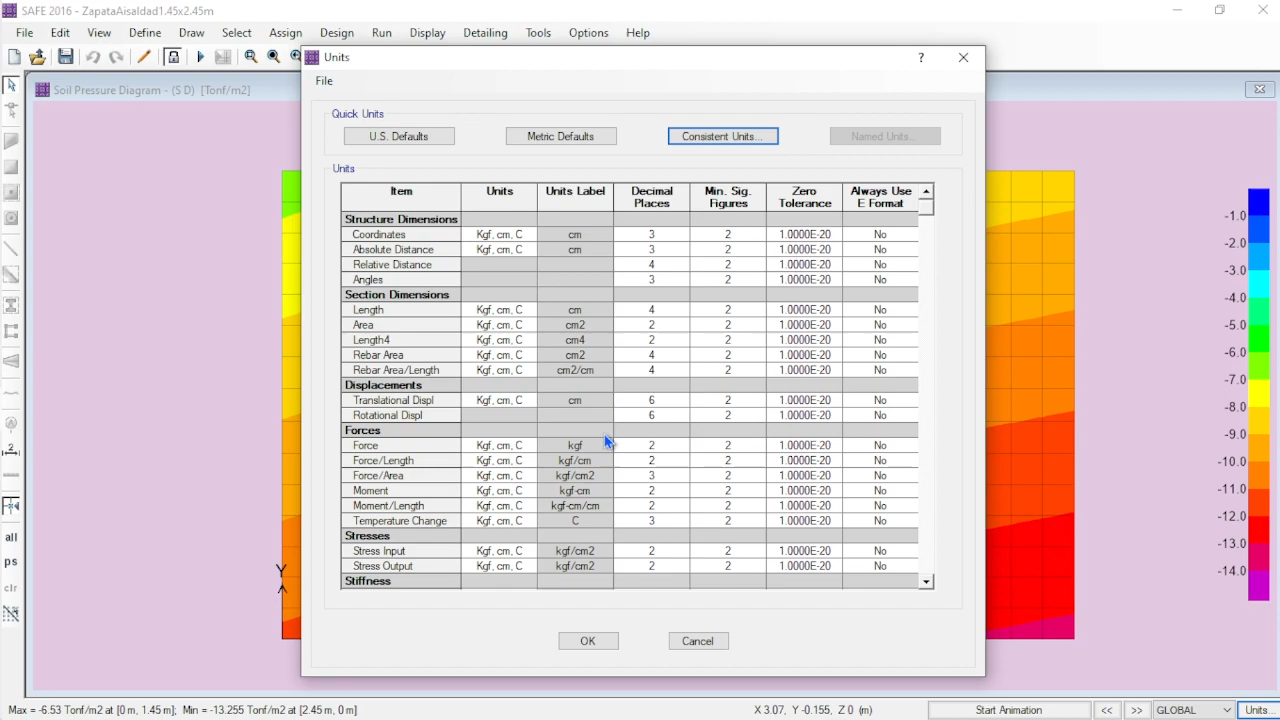 SAFE 2016 - ZapataAisaldad1.45x2.45m
File Edit View Define Draw Select Assign Design Run Display Detailing Tools Options Help
Soil Pressure Diagram - (S D) [Tonf/m2]
Units ?
File
Quick Units
U.S. Defaults Metric Defaults Consistent Units... Named Units...
Units
Item Units Units Label Decimal Places Min. Sig. Figures Zero Tolerance Always Use E Format
Structure Dimensions
Coordinates Kgf, cm, C cm 3 2 1.0000E-20 No
Absolute Distance Kgf, cm, C cm 3 2 1.0000E-20 No
Relative Distance 4 2 1.0000E-20 No
Angles 3 2 1.0000E-20 No
Section Dimensions
Length Kgf, cm, C cm 4 2 1.0000E-20 No
Area Kgf, cm, C cm2 2 2 1.0000E-20 No
Length4 Kgf, cm, C cm4 2 2 1.0000E-20 No
Rebar Area Kgf, cm, C cm2 4 2 1.0000E-20 No
Rebar Area/Length Kgf, cm, C cm2/cm 4 2 1.0000E-20 No
Displacements
Translational Displ Kgf, cm, C cm 6 2 1.0000E-20 No
Rotational Displ 6 2 1.0000E-20 No
Forces
Force Kgf, cm, C kgf 2 2 1.0000E-20 No
Force/Length Kgf, cm, C kgf/cm 2 2 1.0000E-20 No
Force/Area Kgf, cm, C kgf/cm2 3 2 1.0000E-20 No
Moment Kgf, cm, C kgf-cm 2 2 1.0000E-20 No
Moment/Length Kgf, cm, C kgf-cm/cm 2 2 1.0000E-20 No
Temperature Change Kgf, cm, C C 3 2 1.0000E-20 No
Stresses
Stress Input Kgf, cm, C kgf/cm2 2 2 1.0000E-20 No
Stress Output Kgf, cm, C kgf/cm2 2 2 1.0000E-20 No
Stiffness
OK Cancel
-1.0
-2.0
-3.0
-4.0
-5.0
-6.0
-7.0
-8.0
-9.0
-10.0
-11.0
-12.0
-13.0
-14.0
2
all
ps
clr
Y
Max = -6.53 Tonf/m2 at [0 m, 1.45 m]; Min = -13.255 Tonf/m2 at [2.45 m, 0 m] X 3.07, Y -0.155, Z 0 (m) Start Animation << >> GLOBAL Units...